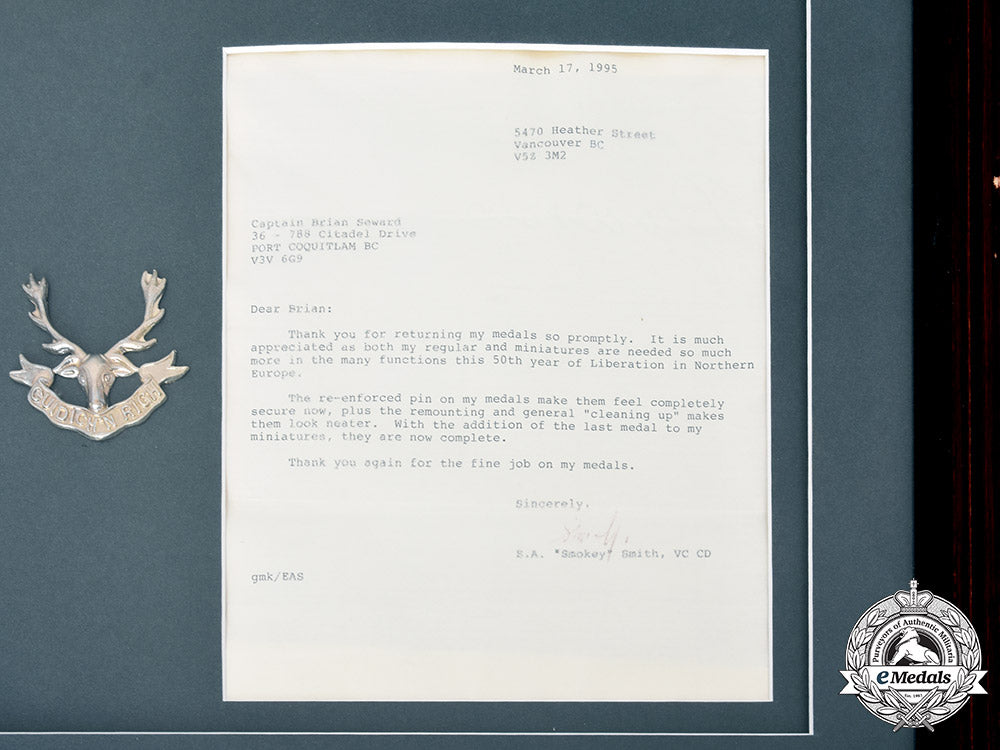 March 17, 1995
5470 Heather Street
Vancouver BC
V5Z 3M2
Captain Brian Seward
36 - 788 Citadel Drive
PORT COQUITLAM BC
V3V 6G9
Dear Brian:
Thank you for returning my medals so promptly. It is much
appreciated as both my regular and miniatures are needed so much
more in the many functions this 50th year of Liberation in Northern
Europe.
The re-enforced pin on my medals make them feel completely
secure now, plus the remounting and general "cleaning up" makes
them look neater. With the addition of the last medal to my
miniatures, they are now complete.
Thank you again for the fine job on my medals.
Sincerely,
S.A. "Smokey" Smith, VC CD
gmk/EAS
CUIDICH'N RIGH
Purveyors of Authentic Militaria
eMedals